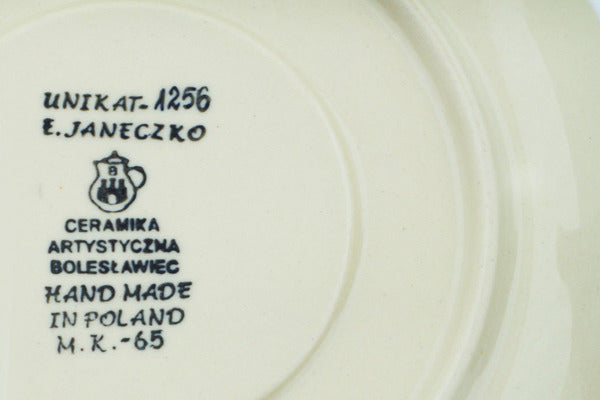 UNIKAT-1256
E. JANECZKO
B
CERAMIKA
ARTYSTYCZNA
BOLESŁAWIEC
HAND MADE
IN POLAND
M.K.-65